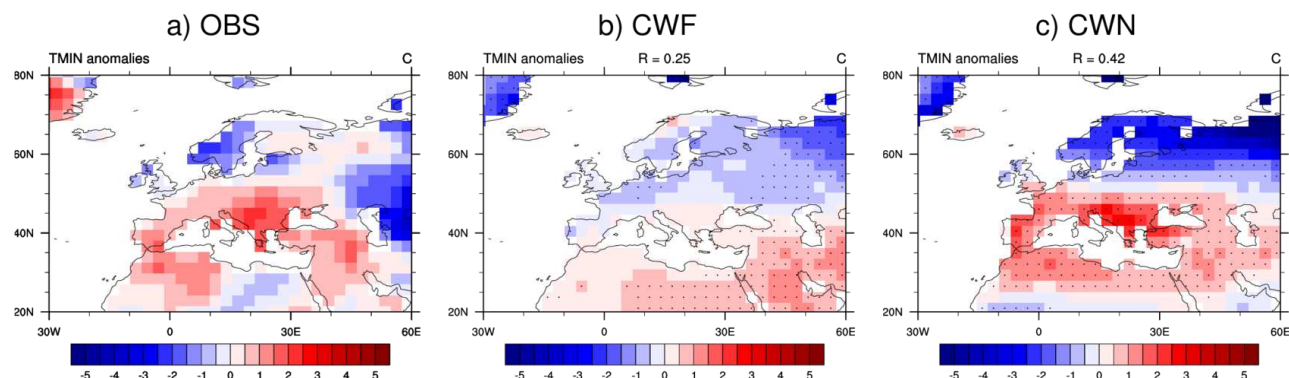 a) OBS
b) CWF
c) CWN
TMIN anomalies C
TMIN anomalies R = 0.25 C
TMIN anomalies R = 0.42 C
80N
60N
40N
20N
30W 0 30E 60E
-5 -4 -3 -2 -1 0 1 2 3 4 5
80N
60N
40N
20N
30W 0 30E 60E
-5 -4 -3 -2 -1 0 1 2 3 4 5
80N
60N
40N
20N
30W 0 30E 60E
-5 -4 -3 -2 -1 0 1 2 3 4 5